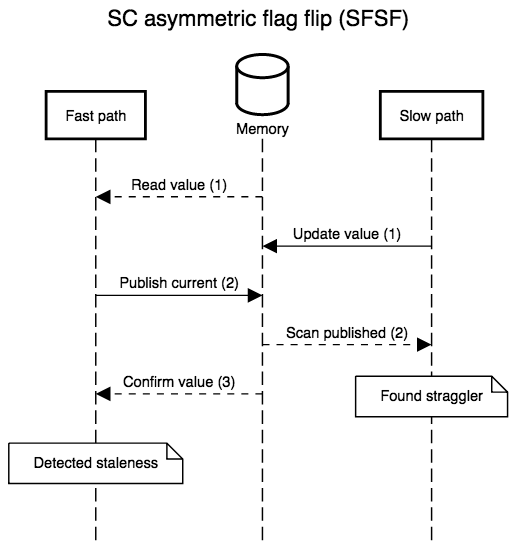 SC asymmetric flag flip (SFSF)
Fast path
Memory
Slow path
Read value (1)
Update value (1)
Publish current (2)
Scan published (2)
Confirm value (3)
Found straggler
Detected staleness